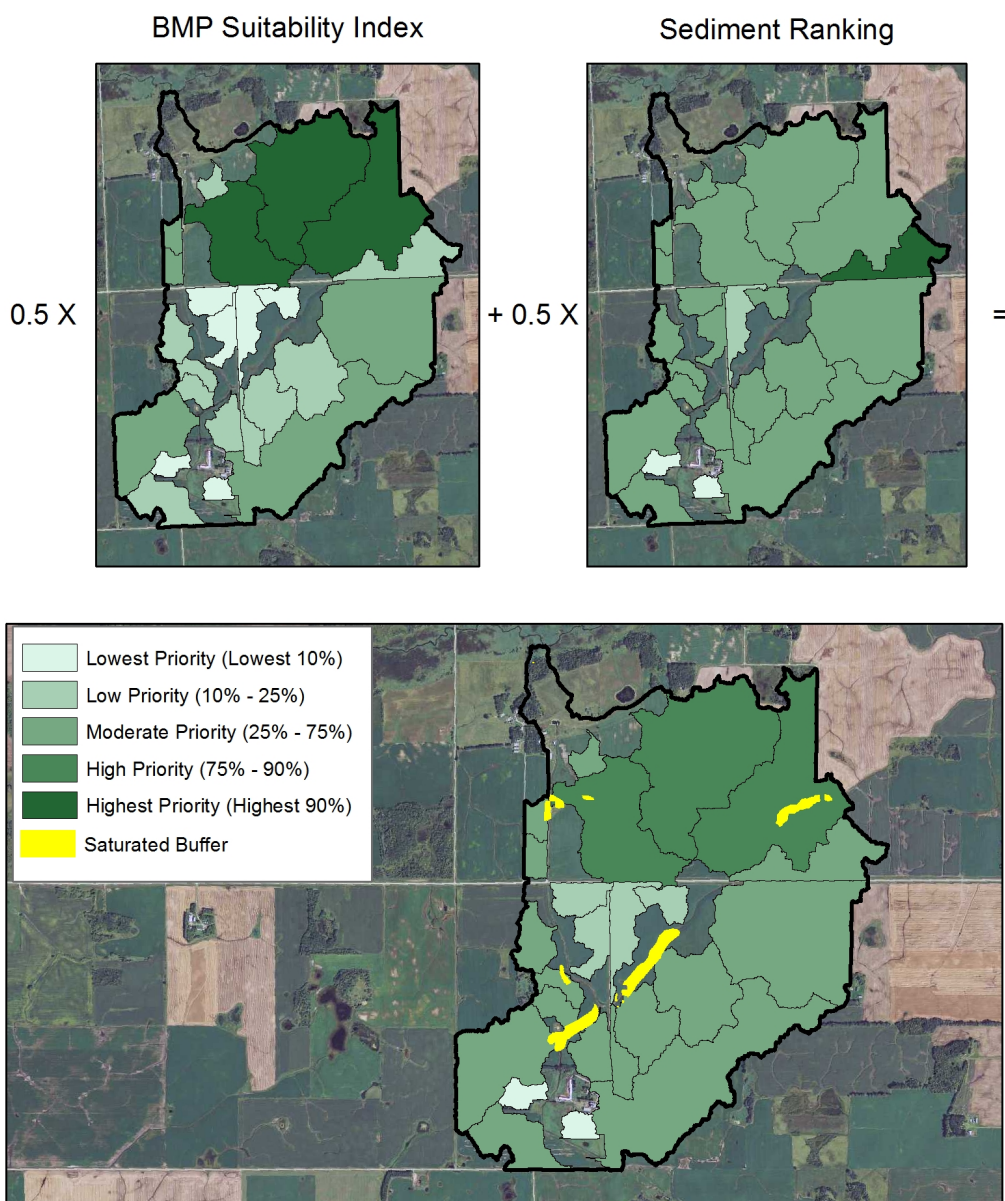 BMP Suitability Index
Sediment Ranking
0.5 X
+ 0.5 X
=
Lowest Priority (Lowest 10%)
Low Priority (10% - 25%)
Moderate Priority (25% - 75%)
High Priority (75% - 90%)
Highest Priority (Highest 90%)
Saturated Buffer